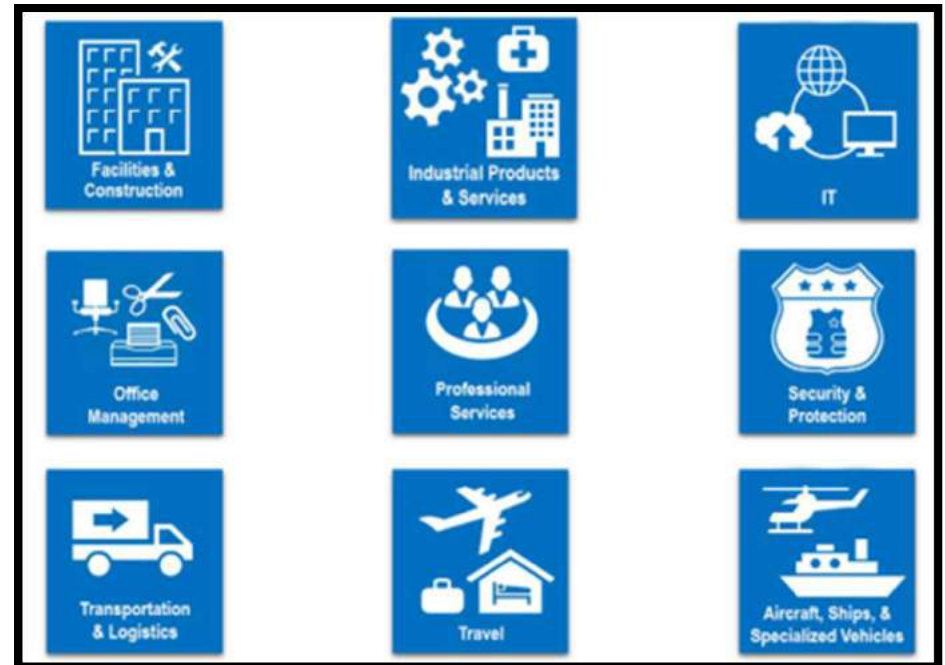 Facilities &
Construction
Industrial Products
& Services
IT
Office
Management
Professional
Services
Security &
Protection
Transportation
& Logistics
Travel
Aircraft, Ships, &
Specialized Vehicles